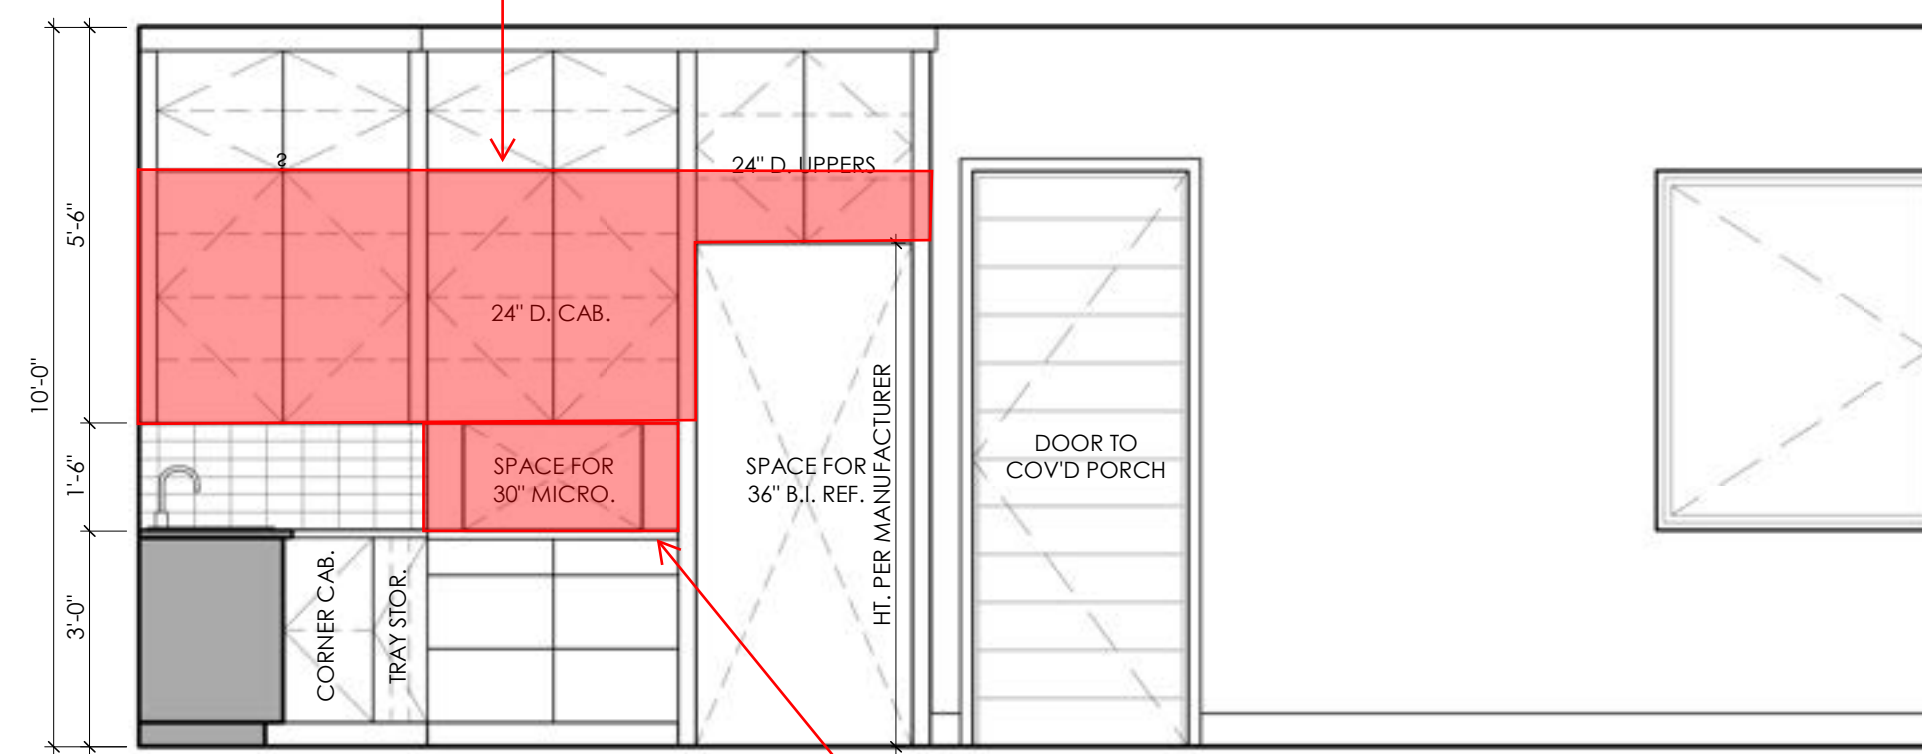 10'-0"
5'-6"
1'-6"
3'-0"
24" D. UPPERS
24" D. CAB.
SPACE FOR
30" MICRO.
SPACE FOR
36" B.I. REF.
HT. PER MANUFACTURER
DOOR TO
COV'D PORCH
CORNER CAB.
TRAY STOR.